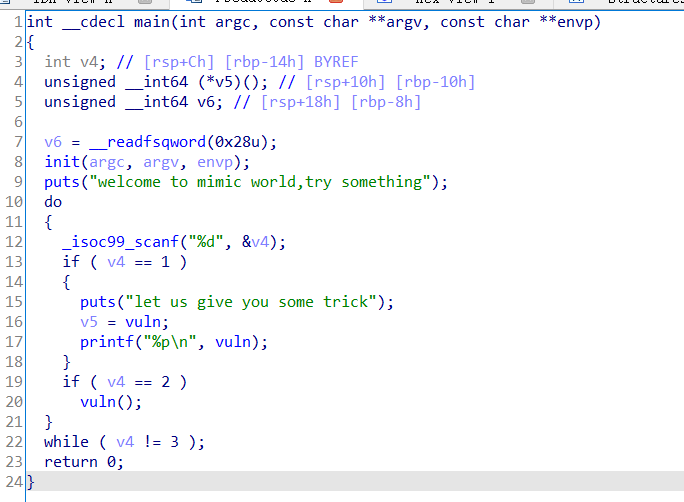 1 int __cdecl main(int argc, const char **argv, const char **envp)
2 {
3 int v4; // [rsp+Ch] [rbp-14h] BYREF
4 unsigned __int64 (*v5)(); // [rsp+10h] [rbp-10h]
5 unsigned __int64 v6; // [rsp+18h] [rbp-8h]
6
7 v6 = __readfsqword(0x28u);
8 init(argc, argv, envp);
9 puts("welcome to mimic world,try something");
10 do
11 {
12 _isoc99_scanf("%d", &v4);
13 if ( v4 == 1 )
14 {
15 puts("let us give you some trick");
16 v5 = vuln;
17 printf("%p\n", vuln);
18 }
19 if ( v4 == 2 )
20 vuln();
21 }
22 while ( v4 != 3 );
23 return 0;
24 }